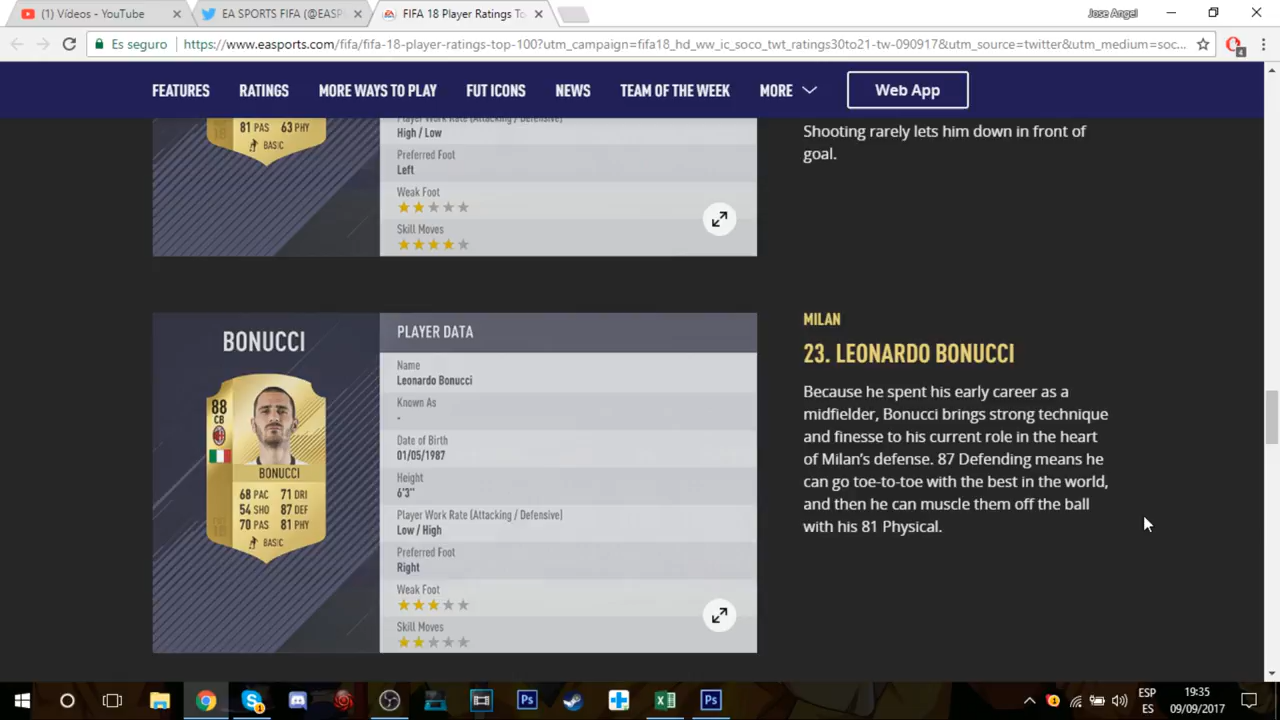 (1) Vídeos - YouTube
EA SPORTS FIFA (@EASP
FIFA 18 Player Ratings To
Jose Angel
Es seguro
https://www.easports.com/fifa/fifa-18-player-ratings-top-100?utm_campaign=fifa18_hd_ww_ic_soco_twt_ratings30to21-tw-090917&utm_source=twitter&utm_medium=soc...
4
FEATURES
RATINGS
MORE WAYS TO PLAY
FUT ICONS
NEWS
TEAM OF THE WEEK
MORE
Web App
81 PAS 63 PHY
BASIC
Player Work Rate (Attacking / Defensive)
High / Low
Preferred Foot
Left
Weak Foot
Skill Moves
Shooting rarely lets him down in front of
goal.
BONUCCI
88
CB
BONUCCI
68 PAC 71 DRI
54 SHO 87 DEF
70 PAS 81 PHY
BASIC
PLAYER DATA
Name
Leonardo Bonucci
Known As
-
Date of Birth
01/05/1987
Height
6'3"
Player Work Rate (Attacking / Defensive)
Low / High
Preferred Foot
Right
Weak Foot
Skill Moves
MILAN
23. LEONARDO BONUCCI
Because he spent his early career as a
midfielder, Bonucci brings strong technique
and finesse to his current role in the heart
of Milan's defense. 87 Defending means he
can go toe-to-toe with the best in the world,
and then he can muscle them off the ball
with his 81 Physical.
ESP
ES
19:35
09/09/2017